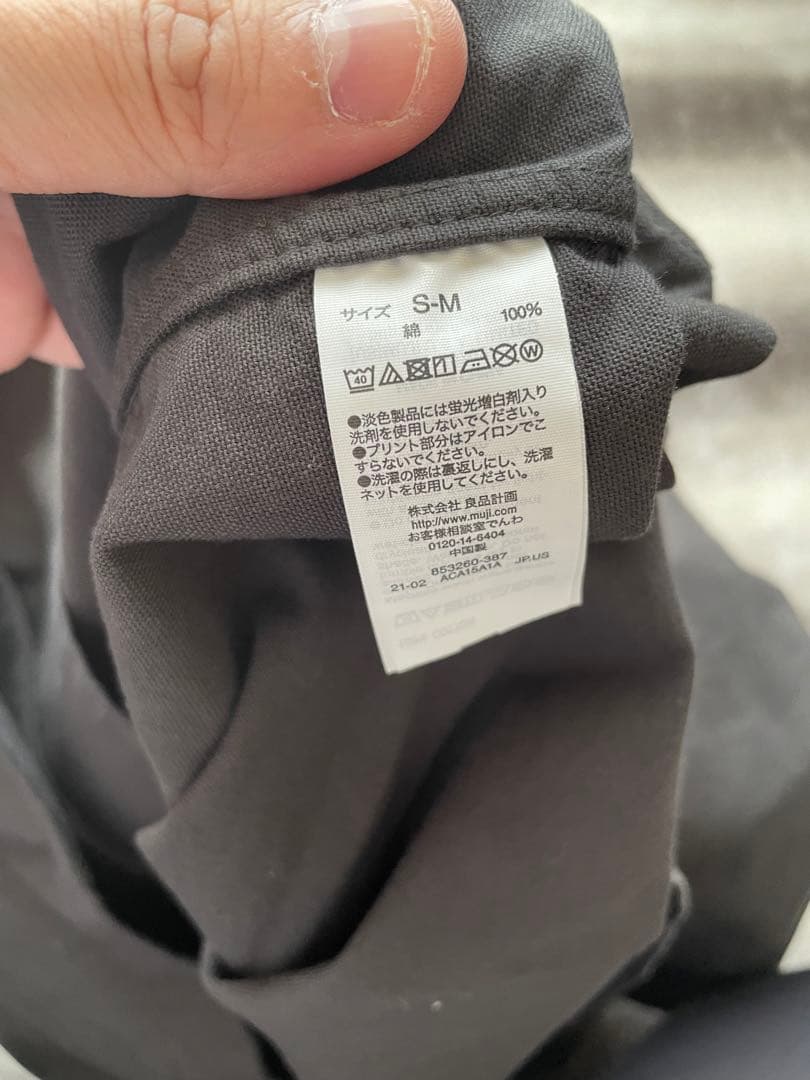 サイズ S-M
綿 100%
40 1 W
●淡色製品には蛍光増白剤入り
洗剤を使用しないでください。
●プリント部分はアイロンでこ
すらないでください。
●洗濯の際は裏返しにし、洗濯
ネットを使用してください。
株式会社 良品計画
http://www.muji.com
お客様相談室でんわ
0120-14-6404
中国製
853260-387
21-02 ACA15A1A JP.US